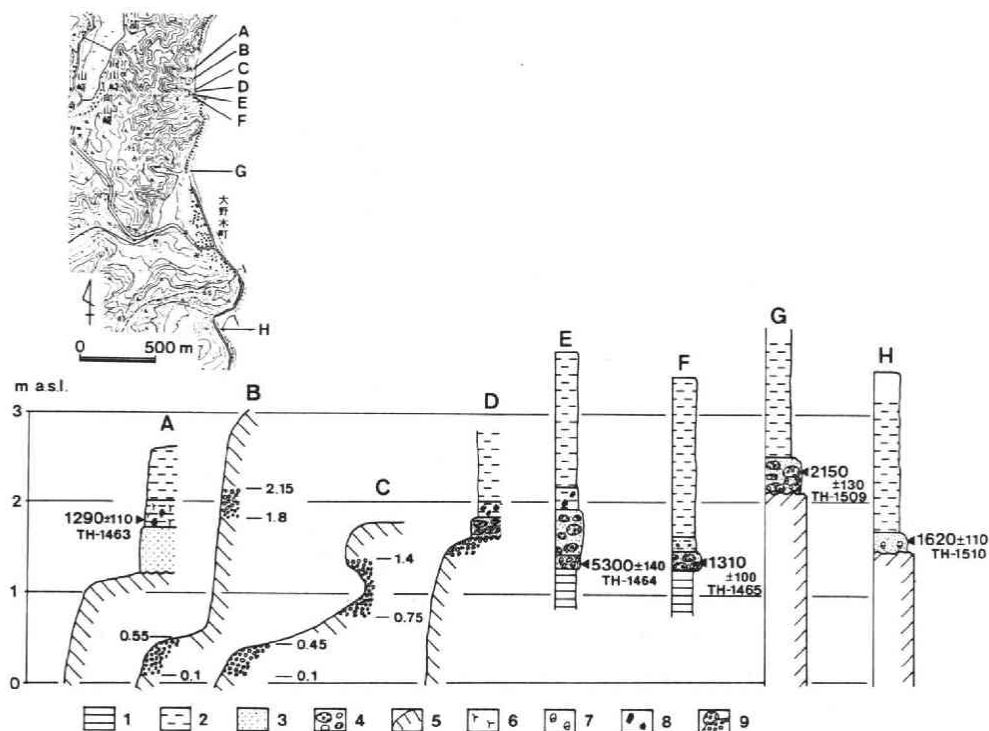 A
B
C
D
E
F
G
大野木町
H
0 500 m
m a.s.l.
3
2
1
0
A
1290±110
TH-1463
B
2.15
1.8
0.55
0.1
C
1.4
0.75
0.45
0.1
D
E
5300±140
TH-1464
F
1310
±100
TH-1465
G
2150
±130
TH-1509
H
1620±110
TH-1510
1 2 3 4 5 6 7 8 9